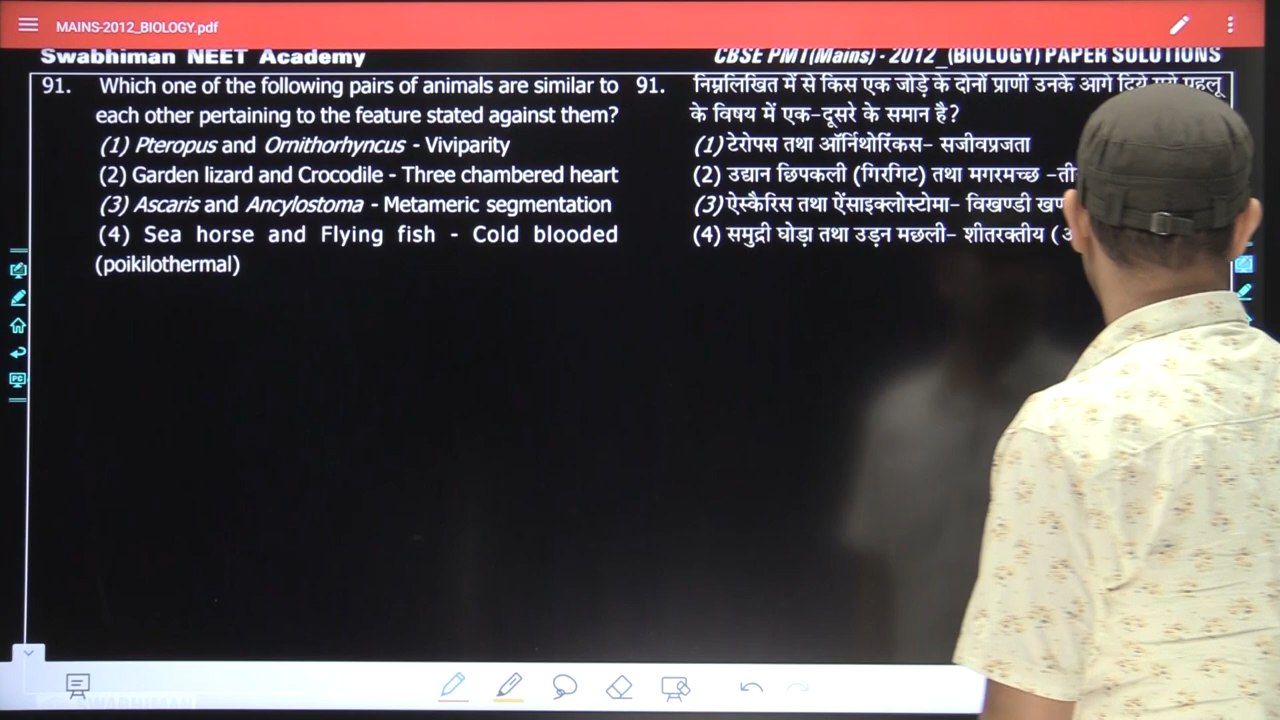 MAINS-2012_BIOLOGY.pdf
Swabhiman NEET Academy
CBSE PMT(Mains) - 2012_(BIOLOGY) PAPER SOLUTIONS
91. Which one of the following pairs of animals are similar to
each other pertaining to the feature stated against them?
(1) Pteropus and Ornithorhyncus - Viviparity
(2) Garden lizard and Crocodile - Three chambered heart
(3) Ascaris and Ancylostoma - Metameric segmentation
(4) Sea horse and Flying fish - Cold blooded
(poikilothermal)
91. निम्नलिखित में से किस एक जोड़े के दोनों प्राणी उनके आगे दिये गये पहलू
के विषय में एक-दूसरे के समान है?
(1) टेरोपस तथा ऑर्निथोरिंकस- सजीवप्रजता
(2) उद्यान छिपकली (गिरगिट) तथा मगरमच्छ -
(3) ऐस्कैरिस तथा ऐंसाइक्लोस्टोमा- विखण्डी
(4) समुद्री घोड़ा तथा उड़न मछली- शीतरक्तीय (
PC
SWABHIMAN